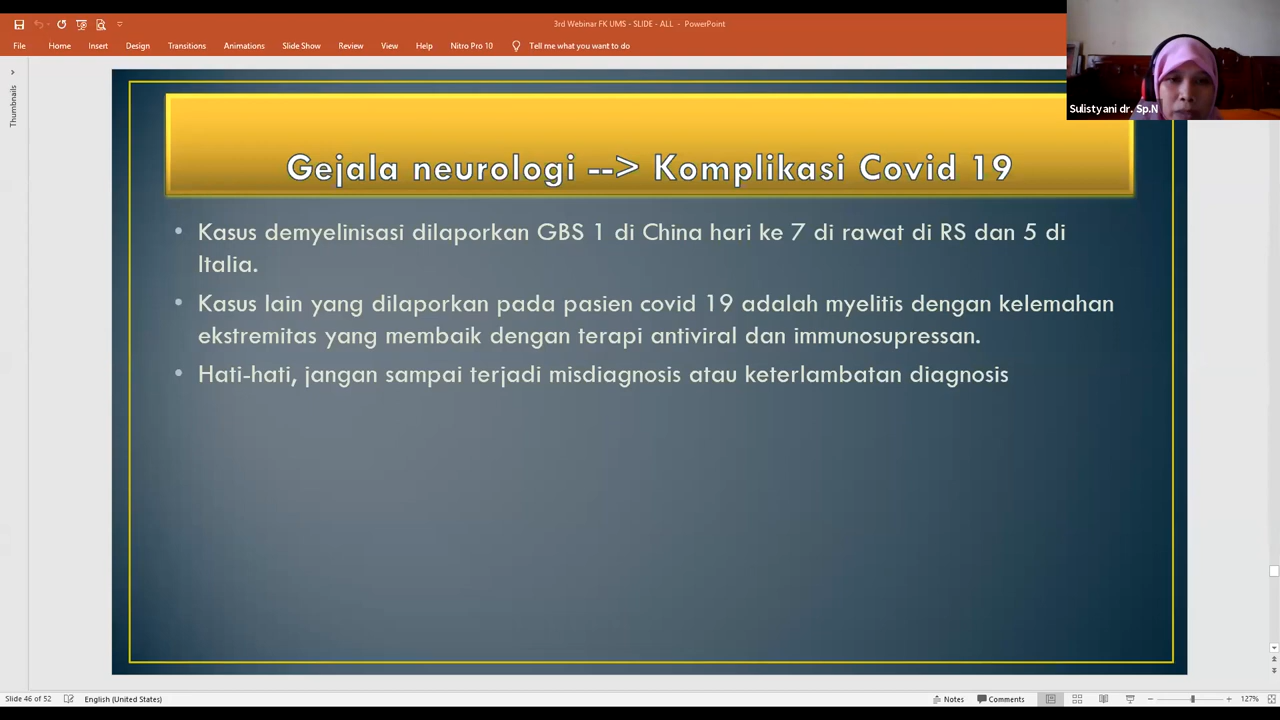 3rd Webinar FK UMS - SLIDE - ALL - PowerPoint
File Home Insert Design Transitions Animations Slide Show Review View Help Nitro Pro 10 Tell me what you want to do
Sulistyani dr. Sp.N
Thumbnails
Gejala neurologi --> Komplikasi Covid 19
• Kasus demyelinisasi dilaporkan GBS 1 di China hari ke 7 di rawat di RS dan 5 di
Italia.
• Kasus lain yang dilaporkan pada pasien covid 19 adalah myelitis dengan kelemahan
ekstremitas yang membaik dengan terapi antiviral dan immunosupressan.
• Hati-hati, jangan sampai terjadi misdiagnosis atau keterlambatan diagnosis
Slide 46 of 52 English (United States) Notes Comments 127%